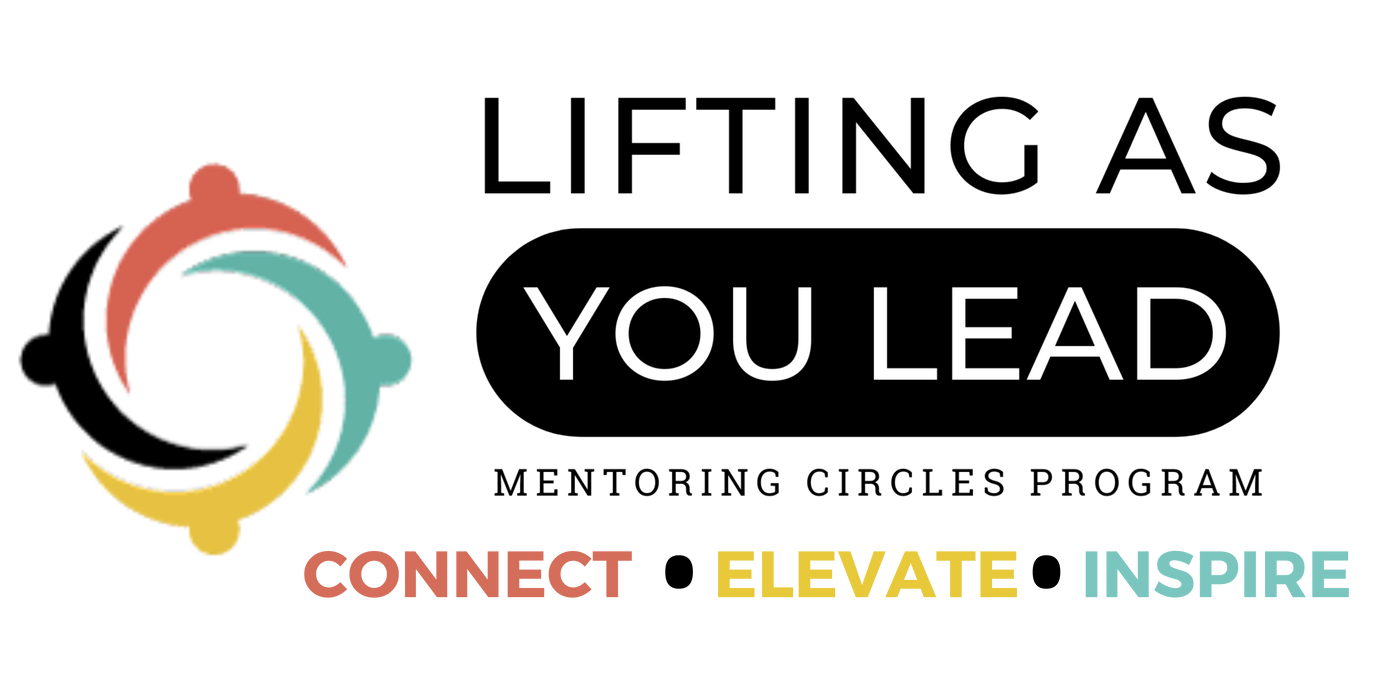 LIFTING AS
YOU LEAD
MENTORING CIRCLES PROGRAM
CONNECT • ELEVATE • INSPIRE